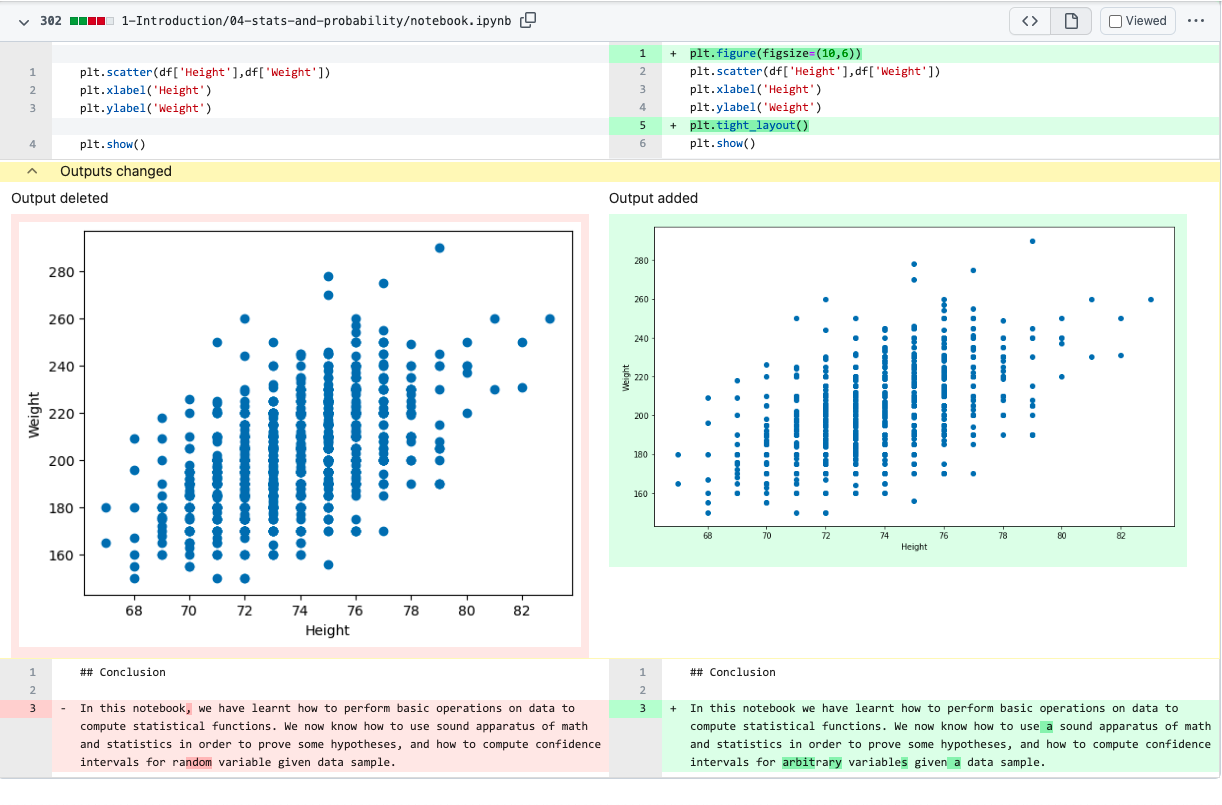 302 1-Introduction/04-stats-and-probability/notebook.ipynb Viewed
1 plt.scatter(df['Height'],df['Weight'])
2 plt.xlabel('Height')
3 plt.ylabel('Weight')
4 plt.show()
1 + plt.figure(figsize=(10,6))
2 plt.scatter(df['Height'],df['Weight'])
3 plt.xlabel('Height')
4 plt.ylabel('Weight')
5 + plt.tight_layout()
6 plt.show()
Outputs changed
Output deleted
280
260
240
220
200
180
160
Weight
68 70 72 74 76 78 80 82
Height
Output added
280
260
240
220
200
180
160
Weight
68 70 72 74 76 78 80 82
Height
1 ## Conclusion
2
3 - In this notebook, we have learnt how to perform basic operations on data to
compute statistical functions. We now know how to use sound apparatus of math
and statistics in order to prove some hypotheses, and how to compute confidence
intervals for random variable given data sample.
1 ## Conclusion
2
3 + In this notebook we have learnt how to perform basic operations on data to
compute statistical functions. We now know how to use a sound apparatus of math
and statistics in order to prove some hypotheses, and how to compute confidence
intervals for arbitrary variables given a data sample.